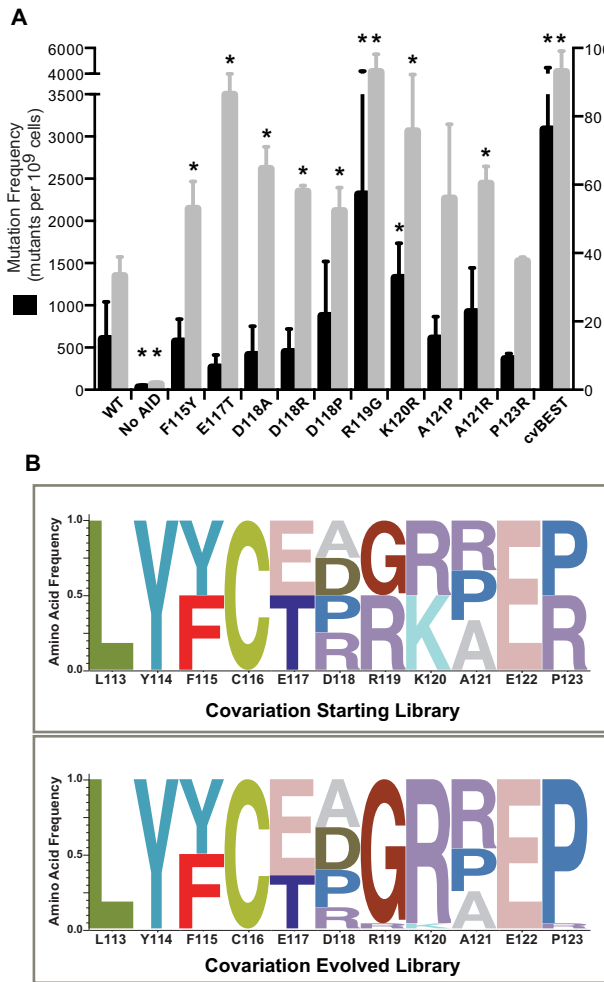 A
Mutation Frequency
(mutants per 10⁹ cells)
6000
4000
3500
3000
2500
2000
1500
1000
500
0
100
80
60
40
20
0
* *
*
*
*
*
*
* *
*
*
*
* *
WT
No AID
F115Y
E117T
D118A
D118R
D118P
R119G
K120R
A121P
A121R
P123R
cvBEST
B
Amino Acid Frequency
1.0
0.5
0.0
L Y Y C E A G R R E P
F T D R K P R
P A
R
L113 Y114 F115 C116 E117 D118 R119 K120 A121 E122 P123
Covariation Starting Library
Amino Acid Frequency
1.0
0.5
0.0
L Y Y C E A G R R E P
F T D R K P R
P A
R
L113 Y114 F115 C116 E117 D118 R119 K120 A121 E122 P123
Covariation Evolved Library